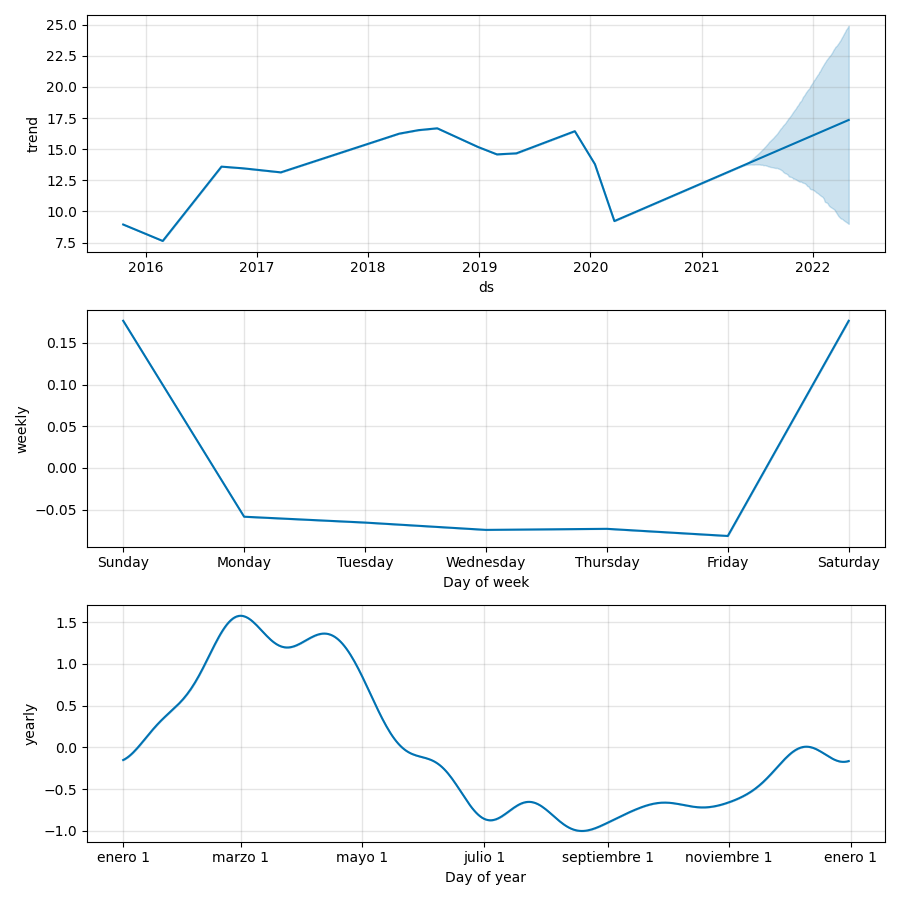 25.0
22.5
20.0
17.5
15.0
12.5
10.0
7.5
trend
2016 2017 2018 2019 2020 2021 2022
ds
0.15
0.10
0.05
0.00
−0.05
weekly
Sunday Monday Tuesday Wednesday Thursday Friday Saturday
Day of week
1.5
1.0
0.5
0.0
−0.5
−1.0
yearly
enero 1 marzo 1 mayo 1 julio 1 septiembre 1 noviembre 1 enero 1
Day of year